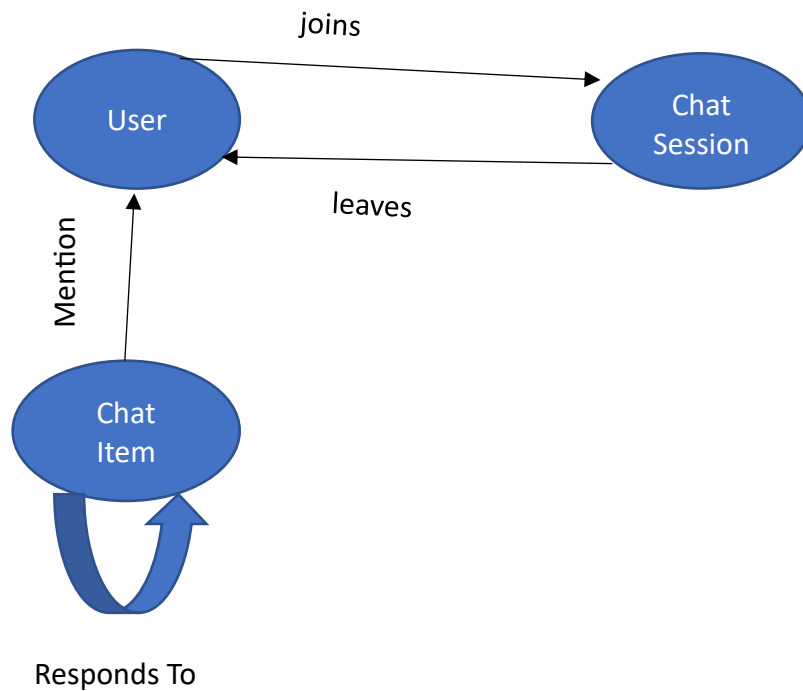 joins
User
Chat
Session
leaves
Mention
Chat
Item
Responds To